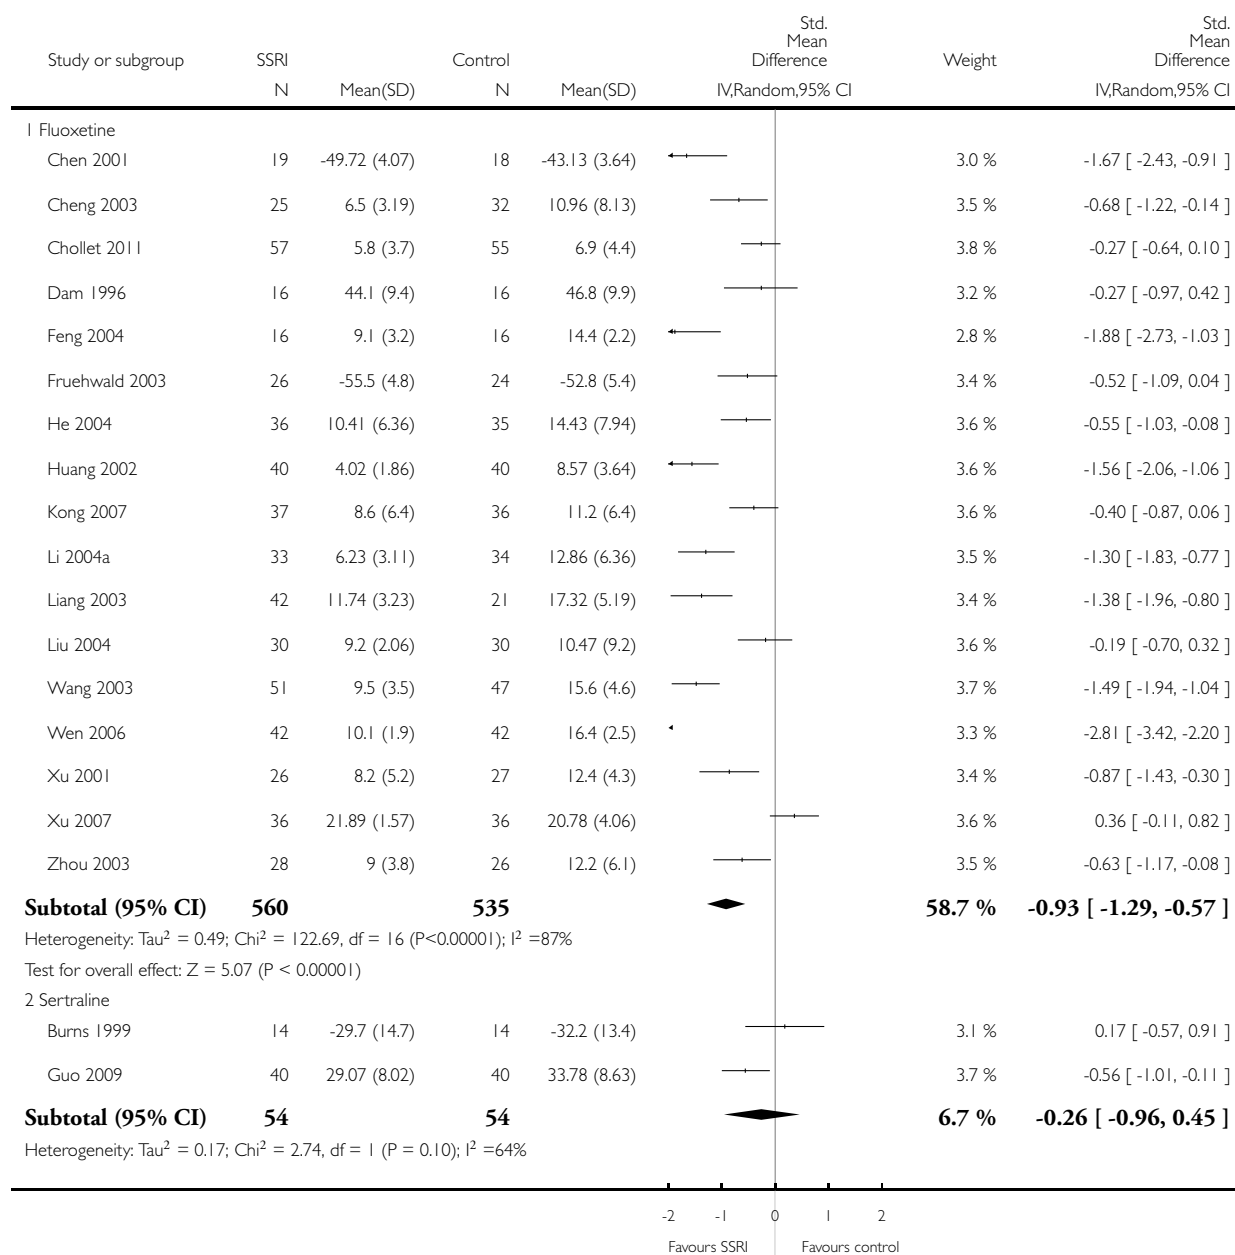 Study or subgroup SSRI Control Std. Mean Difference Weight Std. Mean Difference
N Mean(SD) N Mean(SD) IV,Random,95% CI IV,Random,95% CI
1 Fluoxetine
Chen 2001 19 -49.72 (4.07) 18 -43.13 (3.64) 3.0 % -1.67 [ -2.43, -0.91 ]
Cheng 2003 25 6.5 (3.19) 32 10.96 (8.13) 3.5 % -0.68 [ -1.22, -0.14 ]
Chollet 2011 57 5.8 (3.7) 55 6.9 (4.4) 3.8 % -0.27 [ -0.64, 0.10 ]
Dam 1996 16 44.1 (9.4) 16 46.8 (9.9) 3.2 % -0.27 [ -0.97, 0.42 ]
Feng 2004 16 9.1 (3.2) 16 14.4 (2.2) 2.8 % -1.88 [ -2.73, -1.03 ]
Fruehwald 2003 26 -55.5 (4.8) 24 -52.8 (5.4) 3.4 % -0.52 [ -1.09, 0.04 ]
He 2004 36 10.41 (6.36) 35 14.43 (7.94) 3.6 % -0.55 [ -1.03, -0.08 ]
Huang 2002 40 4.02 (1.86) 40 8.57 (3.64) 3.6 % -1.56 [ -2.06, -1.06 ]
Kong 2007 37 8.6 (6.4) 36 11.2 (6.4) 3.6 % -0.40 [ -0.87, 0.06 ]
Li 2004a 33 6.23 (3.11) 34 12.86 (6.36) 3.5 % -1.30 [ -1.83, -0.77 ]
Liang 2003 42 11.74 (3.23) 21 17.32 (5.19) 3.4 % -1.38 [ -1.96, -0.80 ]
Liu 2004 30 9.2 (2.06) 30 10.47 (9.2) 3.6 % -0.19 [ -0.70, 0.32 ]
Wang 2003 51 9.5 (3.5) 47 15.6 (4.6) 3.7 % -1.49 [ -1.94, -1.04 ]
Wen 2006 42 10.1 (1.9) 42 16.4 (2.5) 3.3 % -2.81 [ -3.42, -2.20 ]
Xu 2001 26 8.2 (5.2) 27 12.4 (4.3) 3.4 % -0.87 [ -1.43, -0.30 ]
Xu 2007 36 21.89 (1.57) 36 20.78 (4.06) 3.6 % 0.36 [ -0.11, 0.82 ]
Zhou 2003 28 9 (3.8) 26 12.2 (6.1) 3.5 % -0.63 [ -1.17, -0.08 ]
Subtotal (95% CI) 560 535 58.7 % -0.93 [ -1.29, -0.57 ]
Heterogeneity: Tau² = 0.49; Chi² = 122.69, df = 16 (P<0.00001); I² =87%
Test for overall effect: Z = 5.07 (P < 0.00001)
2 Sertraline
Burns 1999 14 -29.7 (14.7) 14 -32.2 (13.4) 3.1 % 0.17 [ -0.57, 0.91 ]
Guo 2009 40 29.07 (8.02) 40 33.78 (8.63) 3.7 % -0.56 [ -1.01, -0.11 ]
Subtotal (95% CI) 54 54 6.7 % -0.26 [ -0.96, 0.45 ]
Heterogeneity: Tau² = 0.17; Chi² = 2.74, df = 1 (P = 0.10); I² =64%
-2 -1 0 1 2
Favours SSRI Favours control